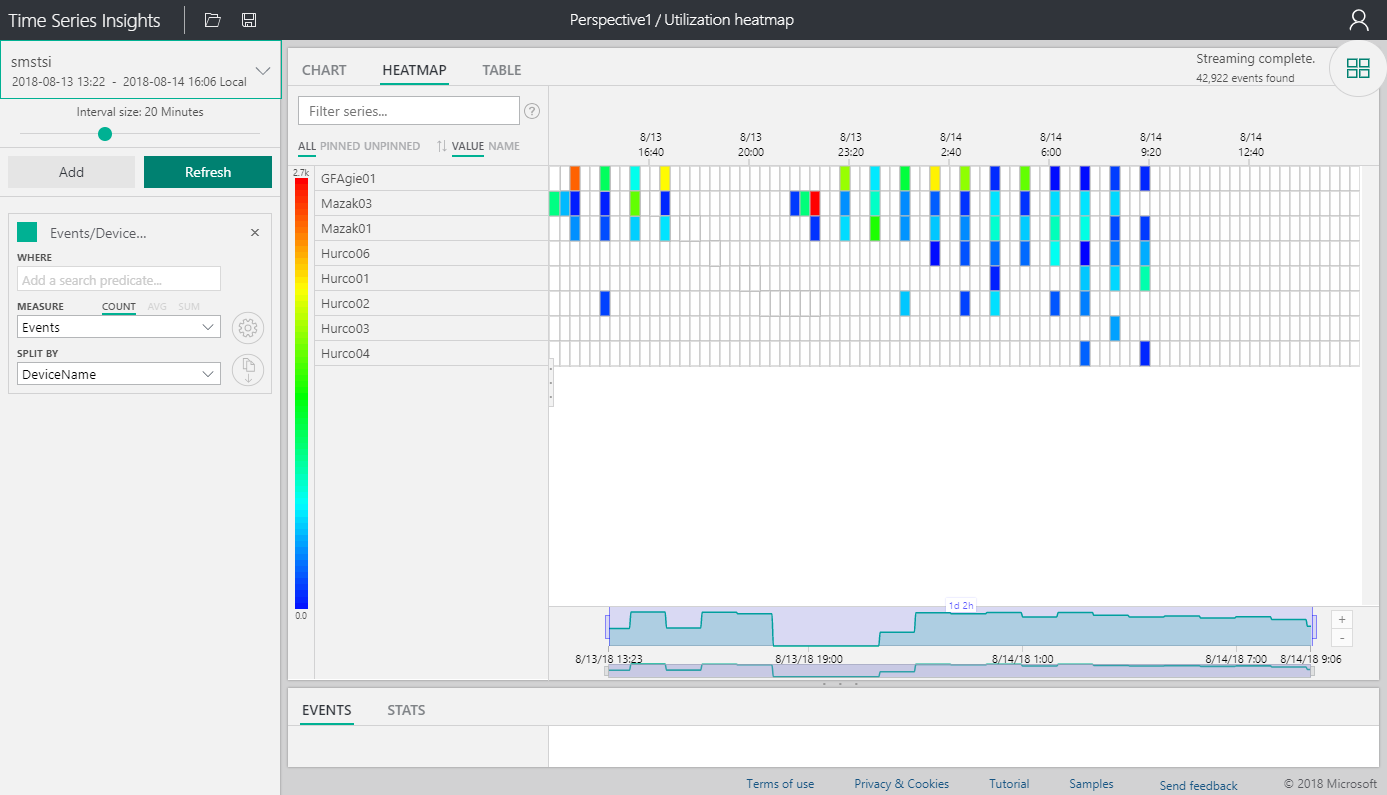 Time Series Insights
Perspective1 / Utilization heatmap
smstsi
2018-08-13 13:22 - 2018-08-14 16:06 Local
Interval size: 20 Minutes
Add
Refresh
Events/Device...
WHERE
Add a search predicate...
MEASURE COUNT AVG SUM
Events
SPLIT BY
DeviceName
CHART HEATMAP TABLE
Streaming complete.
42,922 events found
Filter series...
?
ALL PINNED UNPINNED VALUE NAME
8/13 8/13 8/13 8/14 8/14 8/14 8/14
16:40 20:00 23:20 2:40 6:00 9:20 12:40
2.7k
GFAgie01
Mazak03
Mazak01
Hurco06
Hurco01
Hurco02
Hurco03
Hurco04
0.0
1d 2h
+
-
8/13/18 13:23 8/13/18 19:00 8/14/18 1:00 8/14/18 7:00 8/14/18 9:06
EVENTS STATS
Terms of use Privacy & Cookies Tutorial Samples Send feedback © 2018 Microsoft